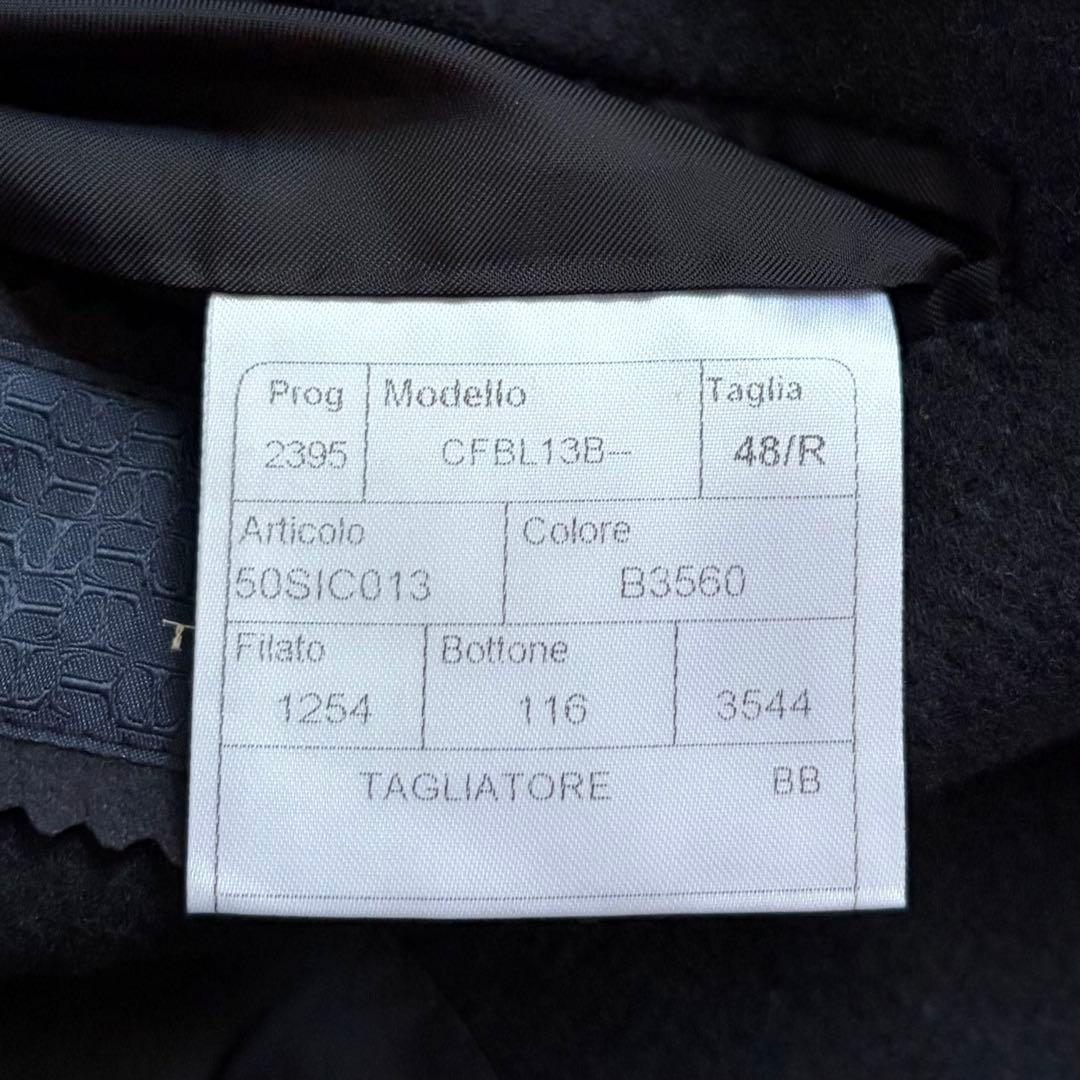 Prog Modello Taglia
2395 CFBL13B-- 48/R
Articolo Colore
50SIC013 B3560
Filato Bottone
1254 116 3544
TAGLIATORE BB
T